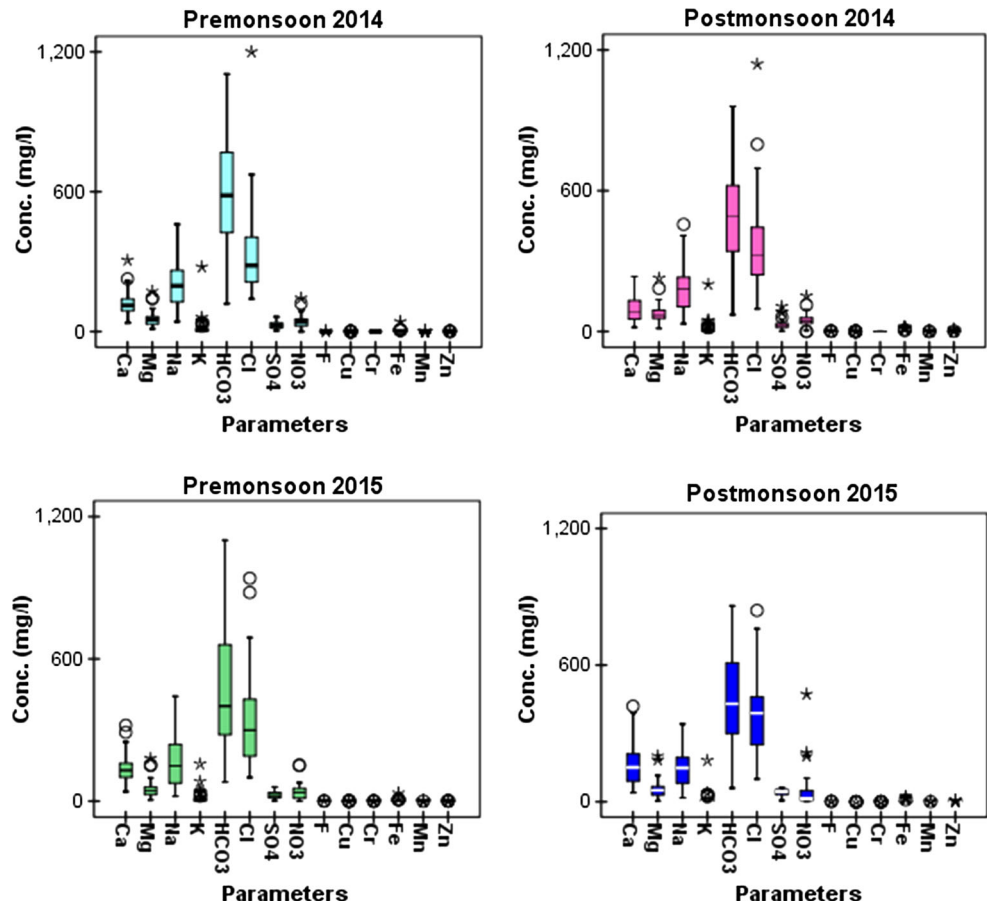 Premonsoon 2014
1,200
600
0
Conc. (mg/l)
Ca Mg Na K HCO3 Cl SO4 NO3 F Cu Cr Fe Mn Zn
Parameters
Postmonsoon 2014
1,200
600
0
Conc. (mg/l)
Ca Mg Na K HCO3 Cl SO4 NO3 F Cu Cr Fe Mn Zn
Parameters
Premonsoon 2015
1,200
600
0
Conc. (mg/l)
Ca Mg Na K HCO3 Cl SO4 NO3 F Cu Cr Fe Mn Zn
Parameters
Postmonsoon 2015
1,200
600
0
Conc. (mg/l)
Ca Mg Na K HCO3 Cl SO4 NO3 F Cu Cr Fe Mn Zn
Parameters